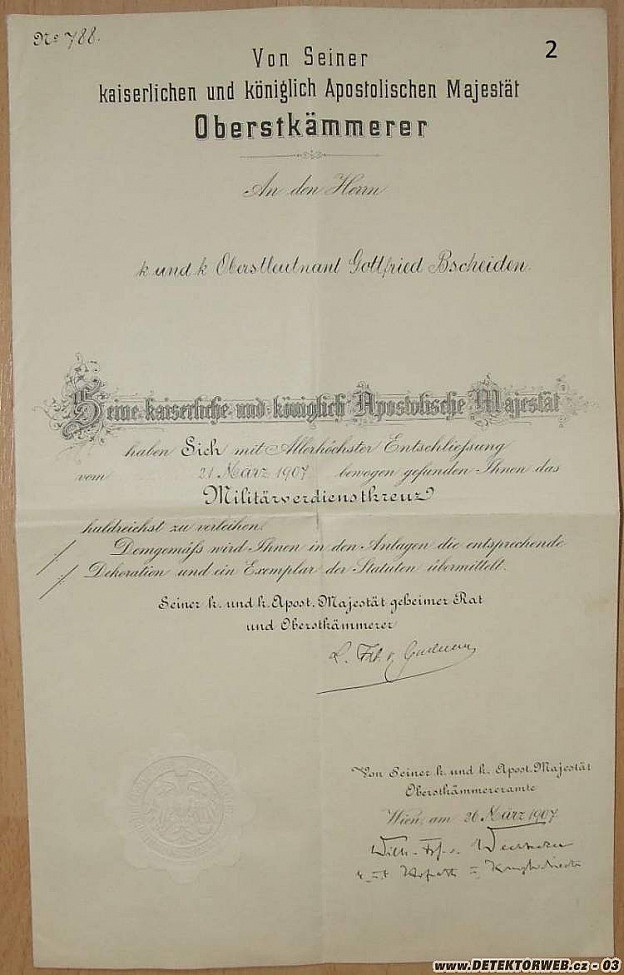 No 788.
2
Von Seiner
kaiserlichen und königlich Apostolischen Majestät
Oberstkämmerer
An den Herrn
k und k Oberstleutnant Gottfried Bscheiden.
Seine kaiserliche und königlich Apostolische Majestät
haben Sich mit Allerhöchster Entschliessung
vom 21 März 1907 bewogen gefunden Ihnen das
Militärverdienstkreuz
huldreichst zu verleihen.
Demgemäß wird Ihnen in den Anlagen die entsprechende
Dekoration und ein Exemplar der Statuten übermittelt.
Seiner k. und k. Apost. Majestät geheimer Rat
und Oberstkämmerer
Von Seiner k. und k. Apost. Majestät
Oberstkämmereramte
Wien, am 26 März 1907
www.DETEKTORWEB.cz - 03